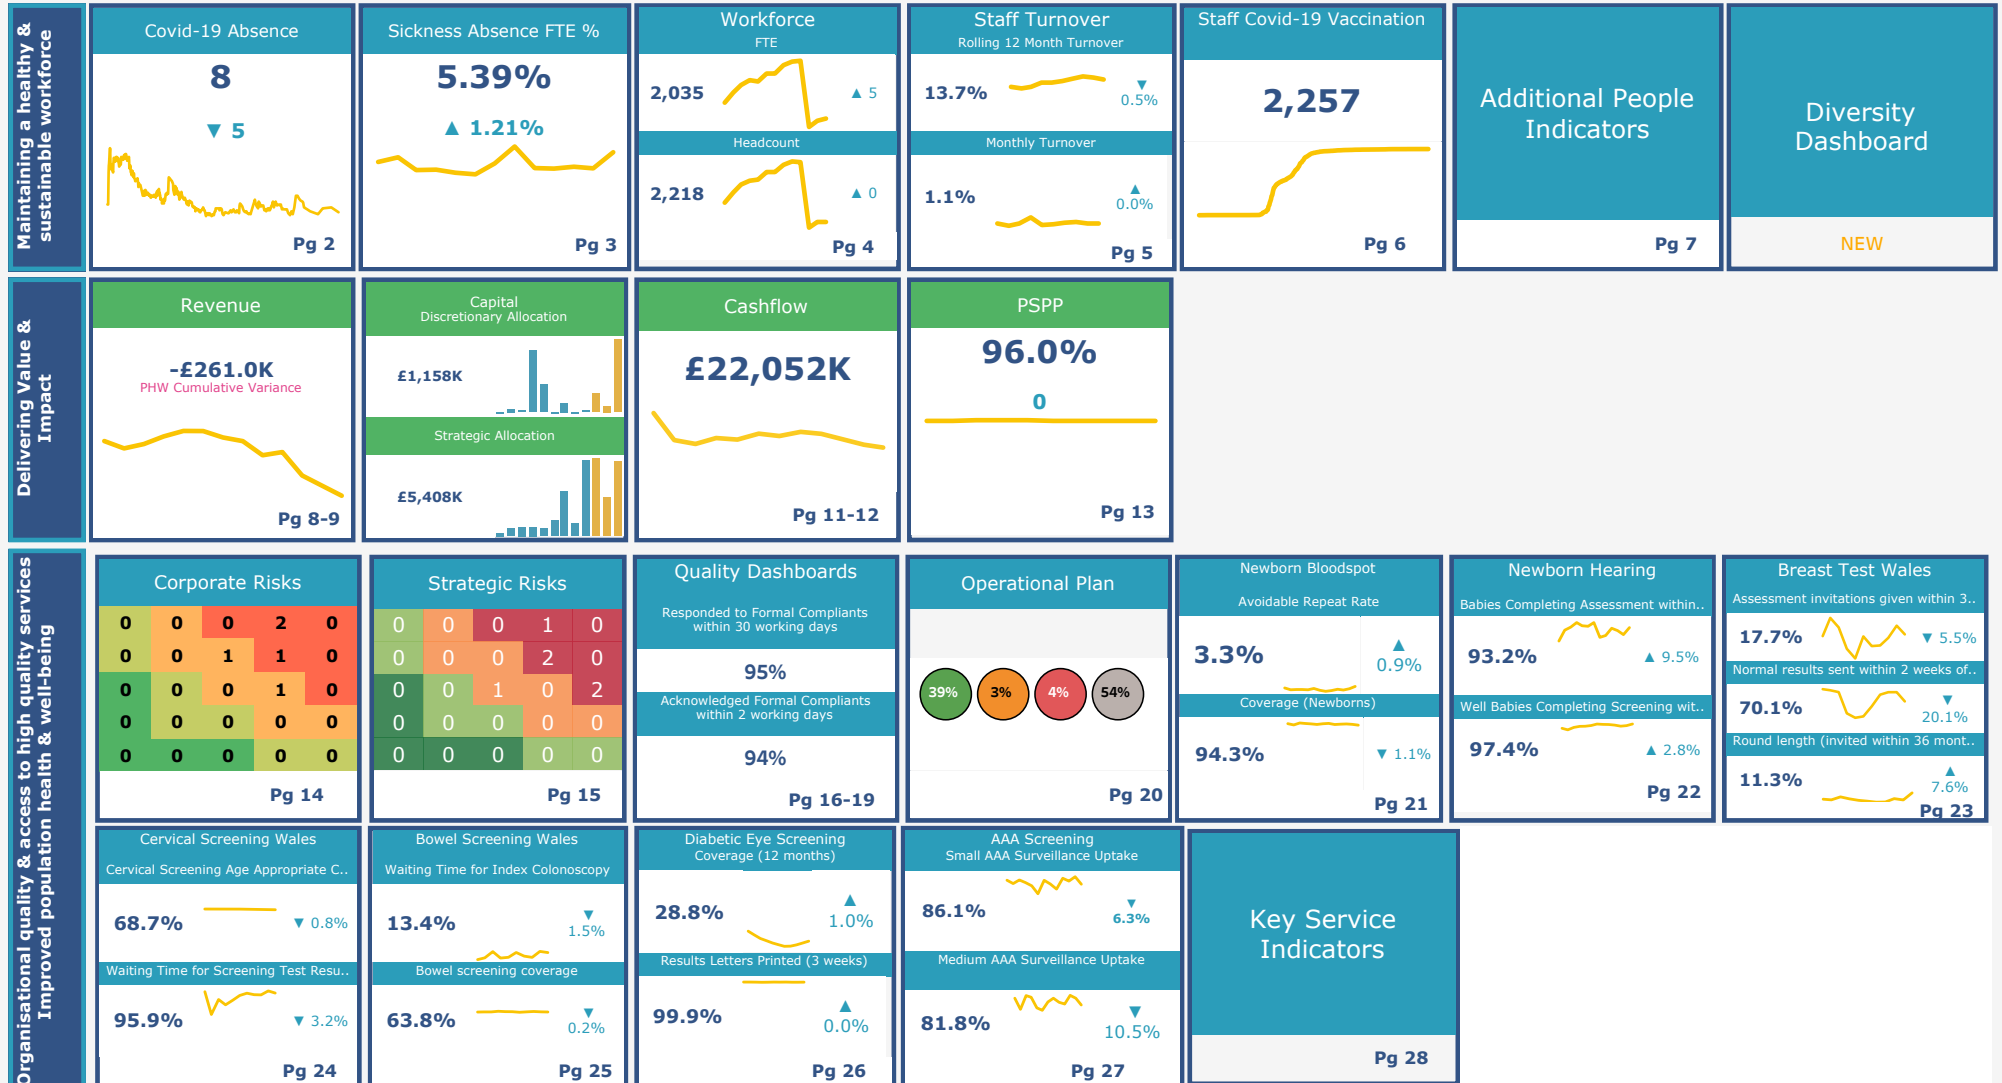 Maintaining a healthy &
sustainable workforce
Covid-19 Absence
8
▼ 5
Pg 2
Sickness Absence FTE %
5.39%
▲ 1.21%
Pg 3
Workforce
FTE
2,035
▲ 5
Headcount
2,218
▲ 0
Pg 4
Staff Turnover
Rolling 12 Month Turnover
13.7%
▼
0.5%
Monthly Turnover
1.1%
▲
0.0%
Pg 5
Staff Covid-19 Vaccination
2,257
Pg 6
Additional People
Indicators
Pg 7
Diversity
Dashboard
NEW
Delivering Value &
Impact
Revenue
-£261.0K
PHW Cumulative Variance
Pg 8-9
Capital
Discretionary Allocation
£1,158K
Strategic Allocation
£5,408K
Cashflow
£22,052K
Pg 11-12
PSPP
96.0%
0
Pg 13
Organisational quality & access to high quality services
Improved population health & well-being
Corporate Risks
0 0 0 2 0
0 0 1 1 0
0 0 0 1 0
0 0 0 0 0
0 0 0 0 0
Pg 14
Strategic Risks
0 0 0 1 0
0 0 0 2 0
0 0 1 0 2
0 0 0 0 0
0 0 0 0 0
Pg 15
Quality Dashboards
Responded to Formal Compliants
within 30 working days
95%
Acknowledged Formal Compliants
within 2 working days
94%
Pg 16-19
Operational Plan
39% 3% 4% 54%
Pg 20
Newborn Bloodspot
Avoidable Repeat Rate
3.3%
▲
0.9%
Coverage (Newborns)
94.3%
▼ 1.1%
Pg 21
Newborn Hearing
Babies Completing Assessment within..
93.2%
▲ 9.5%
Well Babies Completing Screening wit..
97.4%
▲ 2.8%
Pg 22
Breast Test Wales
Assessment invitations given within 3..
17.7%
▼ 5.5%
Normal results sent within 2 weeks of..
70.1%
▼
20.1%
Round length (invited within 36 mont..
11.3%
▲
7.6%
Pg 23
Cervical Screening Wales
Cervical Screening Age Appropriate C..
68.7%
▼ 0.8%
Waiting Time for Screening Test Resu..
95.9%
▼ 3.2%
Pg 24
Bowel Screening Wales
Waiting Time for Index Colonoscopy
13.4%
▼
1.5%
Bowel screening coverage
63.8%
▼
0.2%
Pg 25
Diabetic Eye Screening
Coverage (12 months)
28.8%
▲
1.0%
Results Letters Printed (3 weeks)
99.9%
▲
0.0%
Pg 26
AAA Screening
Small AAA Surveillance Uptake
86.1%
▼
6.3%
Medium AAA Surveillance Uptake
81.8%
▼
10.5%
Pg 27
Key Service
Indicators
Pg 28